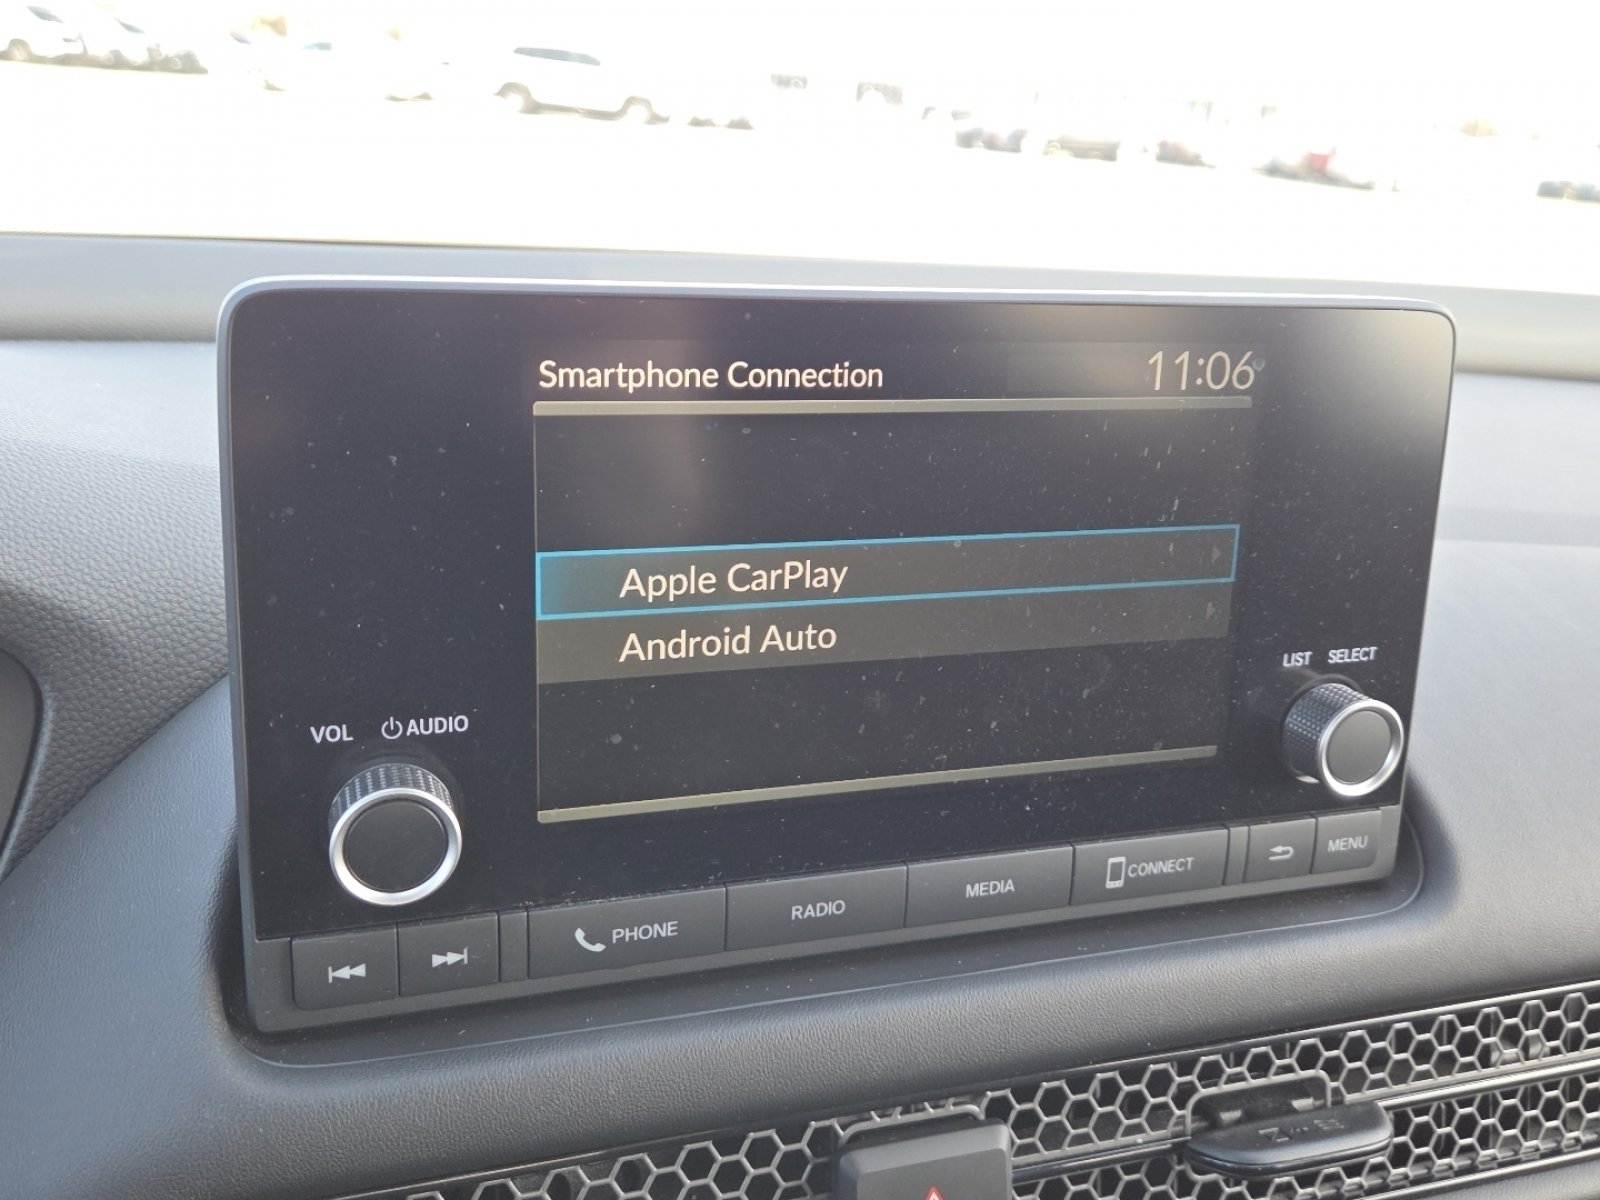 Smartphone Connection 11:06
Apple CarPlay
Android Auto
LIST SELECT
VOL AUDIO
PHONE RADIO MEDIA CONNECT MENU